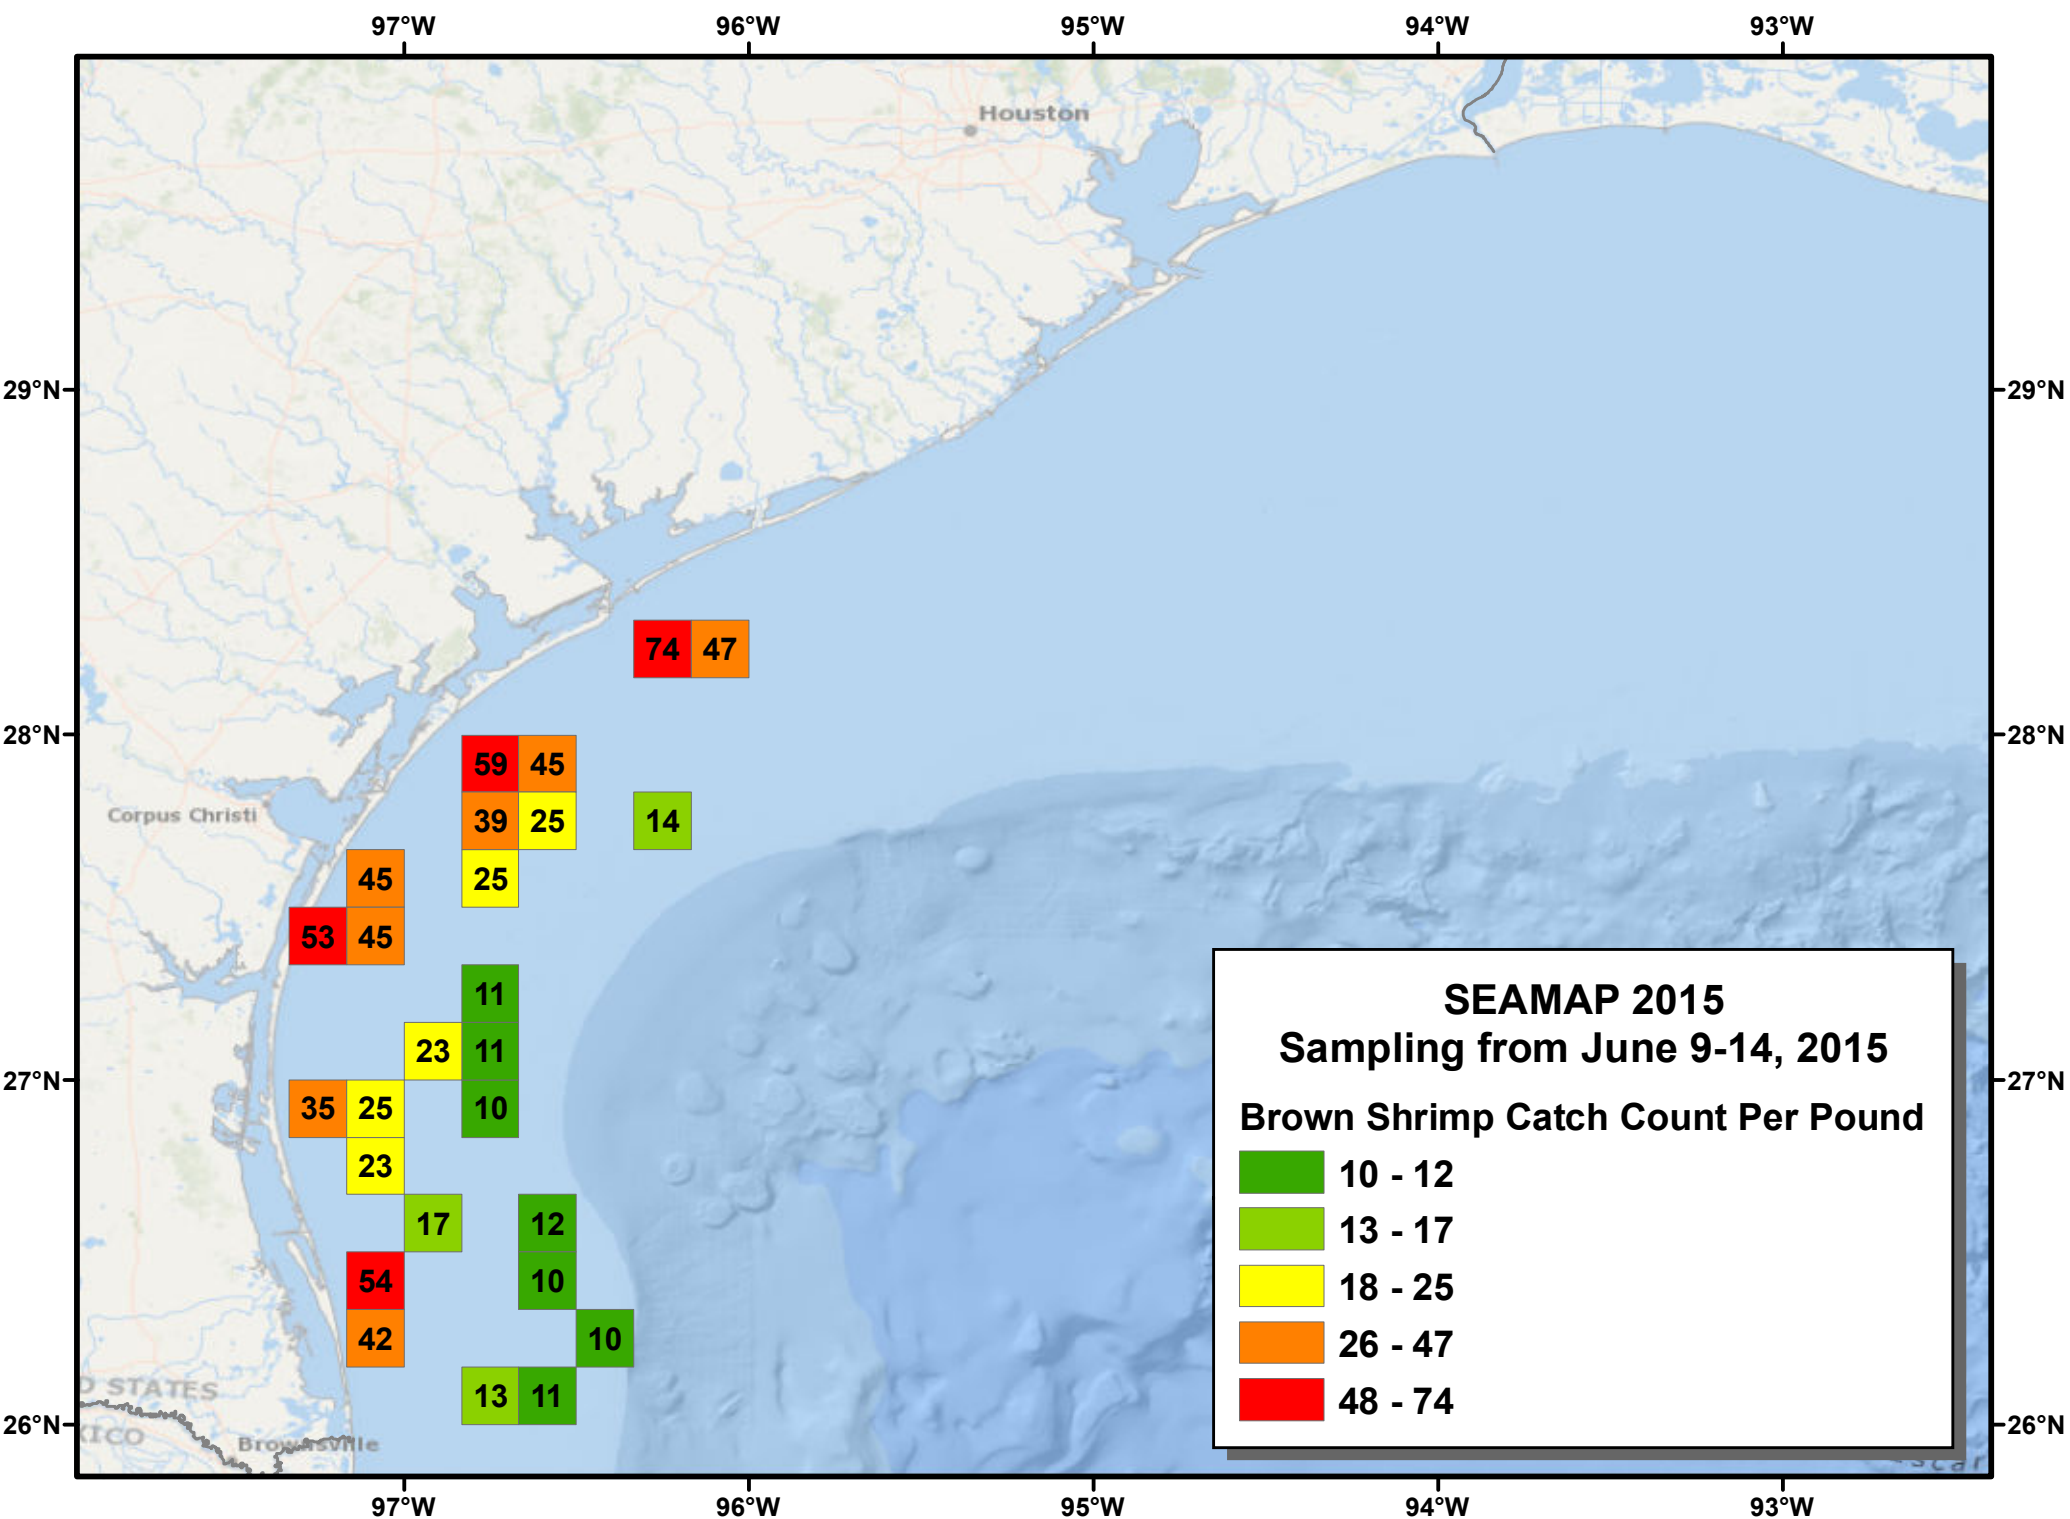 97°W 96°W 95°W 94°W 93°W
Houston
29°N 29°N
74 47
28°N 28°N
59 45
Corpus Christi 39 25 14
45 25
53 45
11
SEAMAP 2015
Sampling from June 9-14, 2015
23 11
27°N 27°N
35 25 10
Brown Shrimp Catch Count Per Pound
23
10 - 12
17 12
13 - 17
54 10
18 - 25
42 10
26 - 47
D STATES
13 11
48 - 74
26°N 26°N
XICO
Brownsville
97°W 96°W 95°W 94°W 93°W